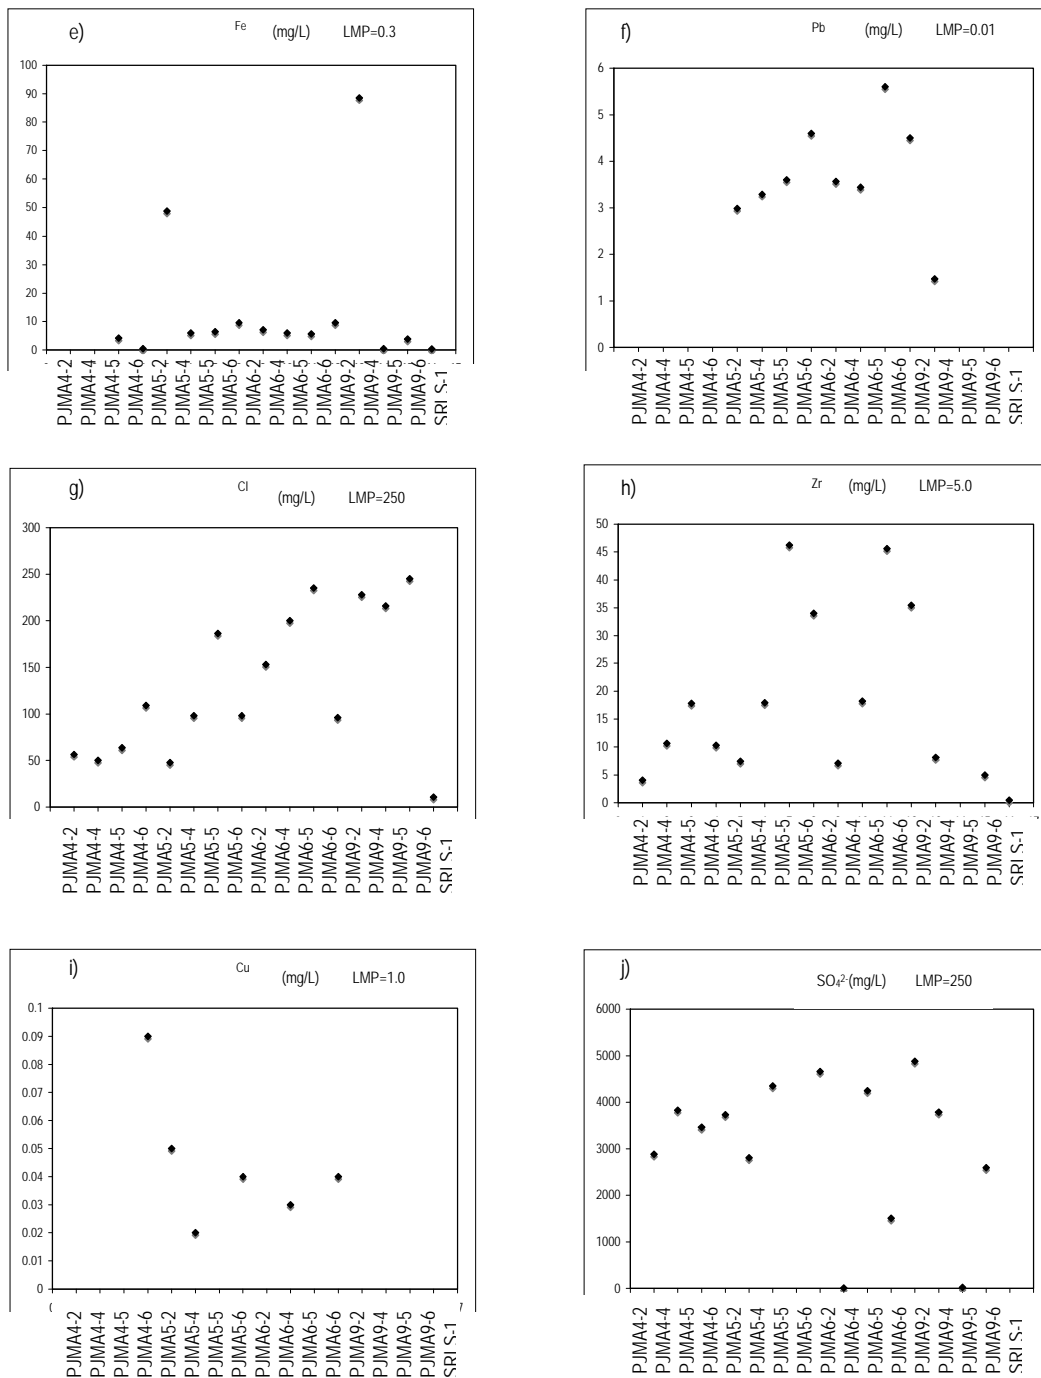 e) Fe (mg/L) LMP=0.3
100
90
80
70
60
50
40
30
20
10
0
PJMA4-2
PJMA4-4
PJMA4-5
PJMA4-6
PJMA5-2
PJMA5-4
PJMA5-5
PJMA5-6
PJMA6-2
PJMA6-4
PJMA6-5
PJMA6-6
PJMA9-2
PJMA9-4
PJMA9-5
PJMA9-6
SRLS-1
f) Pb (mg/L) LMP=0.01
6
5
4
3
2
1
0
PJMA4-2
PJMA4-4
PJMA4-5
PJMA4-6
PJMA5-2
PJMA5-4
PJMA5-5
PJMA5-6
PJMA6-2
PJMA6-4
PJMA6-5
PJMA6-6
PJMA9-2
PJMA9-4
PJMA9-5
PJMA9-6
SRLS-1
g) Cl (mg/L) LMP=250
300
250
200
150
100
50
0
PJMA4-2
PJMA4-4
PJMA4-5
PJMA4-6
PJMA5-2
PJMA5-4
PJMA5-5
PJMA5-6
PJMA6-2
PJMA6-4
PJMA6-5
PJMA6-6
PJMA9-2
PJMA9-4
PJMA9-5
PJMA9-6
SRLS-1
h) Zr (mg/L) LMP=5.0
50
45
40
35
30
25
20
15
10
5
0
PJMA4-2
PJMA4-4
PJMA4-5
PJMA4-6
PJMA5-2
PJMA5-4
PJMA5-5
PJMA5-6
PJMA6-2
PJMA6-4
PJMA6-5
PJMA6-6
PJMA9-2
PJMA9-4
PJMA9-5
PJMA9-6
SRLS-1
i) Cu (mg/L) LMP=1.0
0.1
0.09
0.08
0.07
0.06
0.05
0.04
0.03
0.02
0.01
0
PJMA4-2
PJMA4-4
PJMA4-5
PJMA4-6
PJMA5-2
PJMA5-4
PJMA5-5
PJMA5-6
PJMA6-2
PJMA6-4
PJMA6-5
PJMA6-6
PJMA9-2
PJMA9-4
PJMA9-5
PJMA9-6
SRLS-1
j) SO₄²⁻(mg/L) LMP=250
6000
5000
4000
3000
2000
1000
0
PJMA4-2
PJMA4-4
PJMA4-5
PJMA4-6
PJMA5-2
PJMA5-4
PJMA5-5
PJMA5-6
PJMA6-2
PJMA6-4
PJMA6-5
PJMA6-6
PJMA9-2
PJMA9-4
PJMA9-5
PJMA9-6
SRLS-1